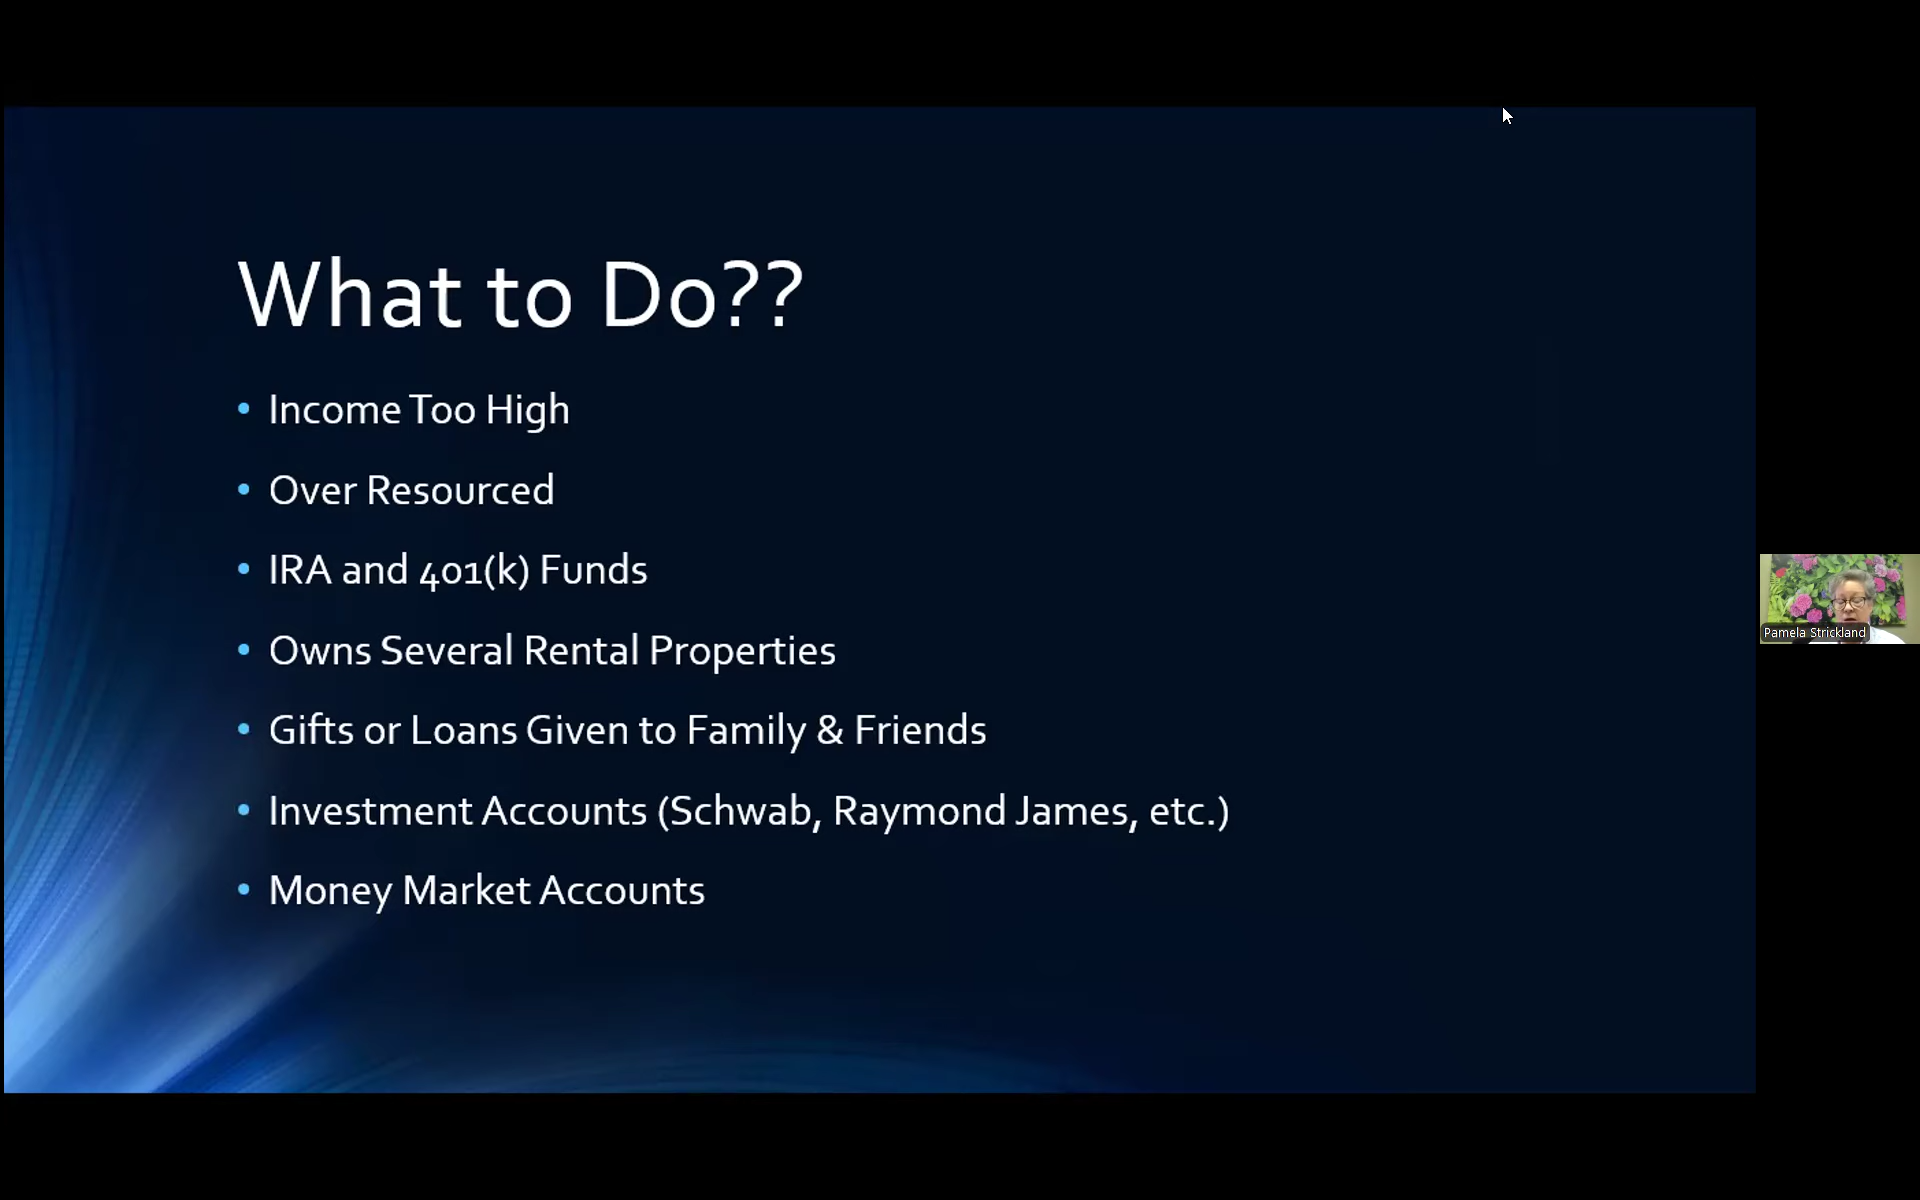 What to Do??
• Income Too High
• Over Resourced
• IRA and 401(k) Funds
• Owns Several Rental Properties
• Gifts or Loans Given to Family & Friends
• Investment Accounts (Schwab, Raymond James, etc.)
• Money Market Accounts
Pamela Strickland